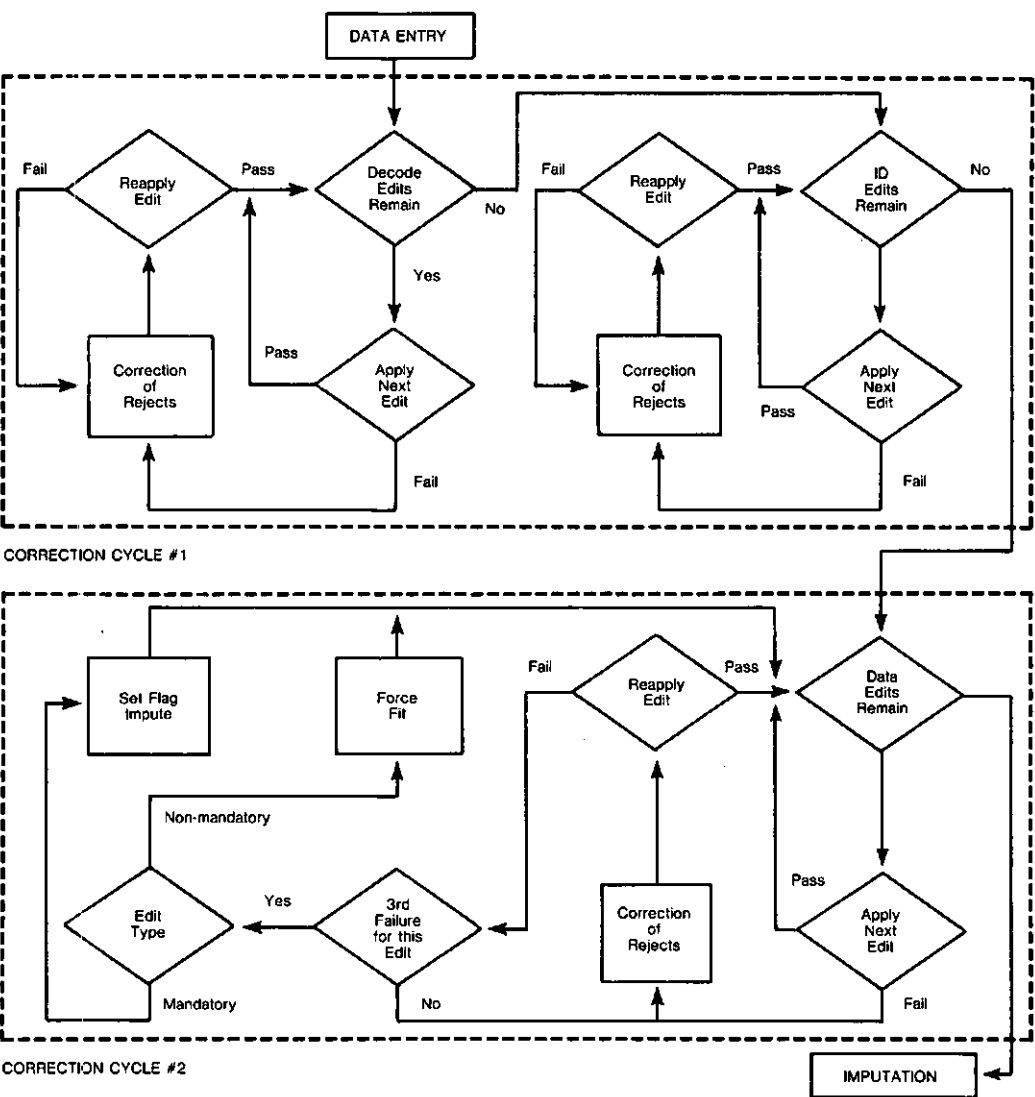 DATA ENTRY
Fail
Reapply
Edit
Pass
Decode
Edits
Remain
No
Yes
Correction
of
Rejects
Pass
Apply
Next
Edit
Fail
Fail
Reapply
Edit
Pass
ID
Edits
Remain
No
Correction
of
Rejects
Pass
Apply
Next
Edit
Fail
CORRECTION CYCLE #1
Set Flag
Impute
Force
Fit
Fail
Reapply
Edit
Pass
Data
Edits
Remain
Non-mandatory
Edit
Type
Yes
3rd
Failure
for this
Edit
Correction
of
Rejects
Pass
Apply
Next
Edit
Mandatory
No
Fail
CORRECTION CYCLE #2
IMPUTATION